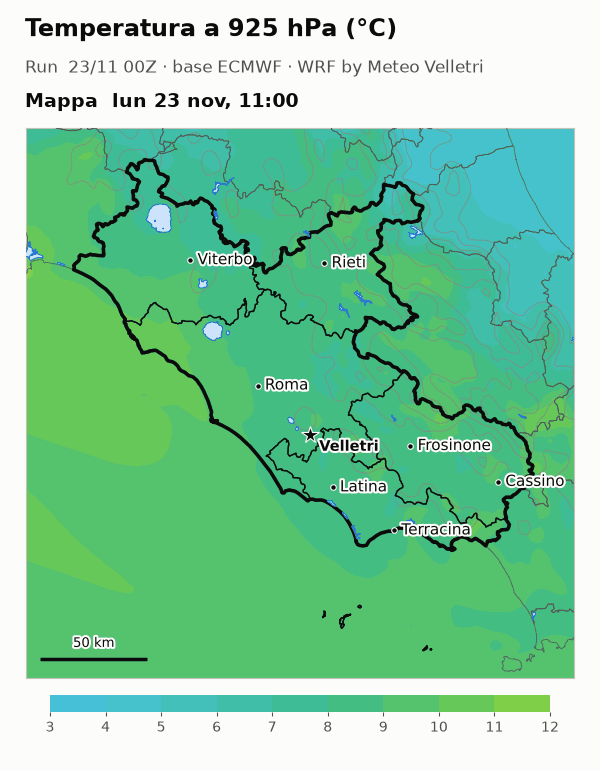 Temperatura a 925 hPa (°C)
Run  23/11 00Z · base ECMWF · WRF by Meteo Velletri
Mappa  lun 23 nov, 11:00
Viterbo
Rieti
Roma
Velletri
Frosinone
Latina
Cassino
Terracina
50 km
3 4 5 6 7 8 9 10 11 12